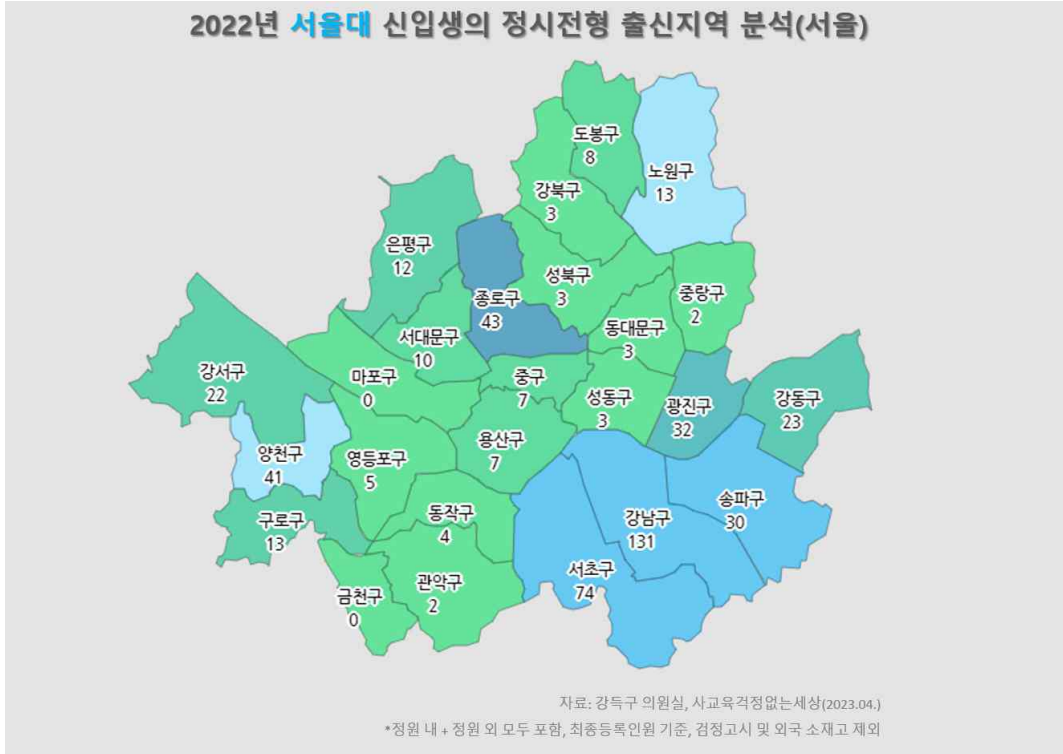 2022년 서울대 신입생의 정시전형 출신지역 분석(서울)
도봉구
8
노원구
13
강북구
3
은평구
12
성북구
3
종로구
43
중랑구
2
서대문구
10
동대문구
3
강서구
22
마포구
0
중구
7
성동구
3
광진구
32
강동구
23
양천구
41
영등포구
5
용산구
7
송파구
30
구로구
13
동작구
4
강남구
131
서초구
74
관악구
2
금천구
0
자료: 강득구 의원실, 사교육걱정없는세상(2023.04.)
*정원 내 + 정원 외 모두 포함, 최종등록인원 기준, 검정고시 및 외국 소재고 제외